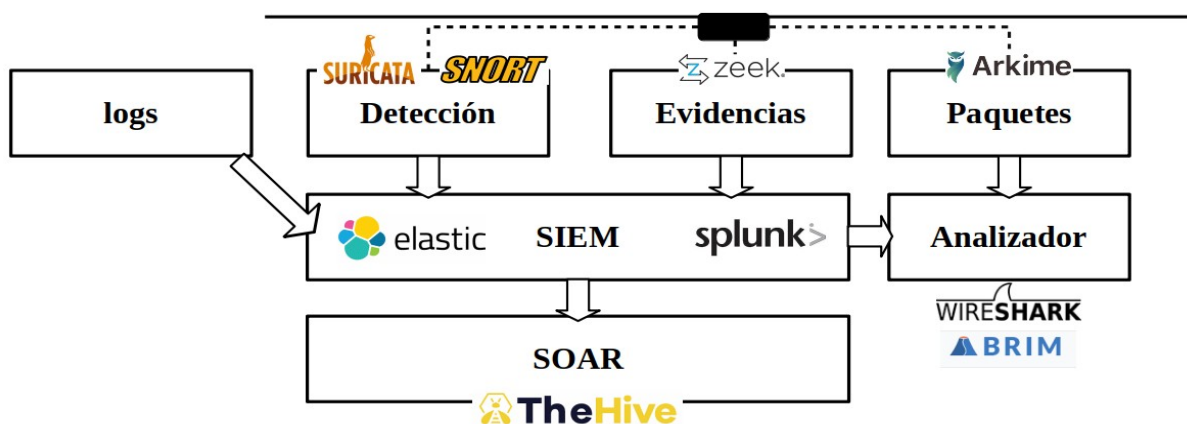 SURICATA
SNORT
zeek
Arkime
logs
Detección
Evidencias
Paquetes
elastic
SIEM
splunk>
Analizador
WIRESHARK
BRIM
SOAR
TheHive